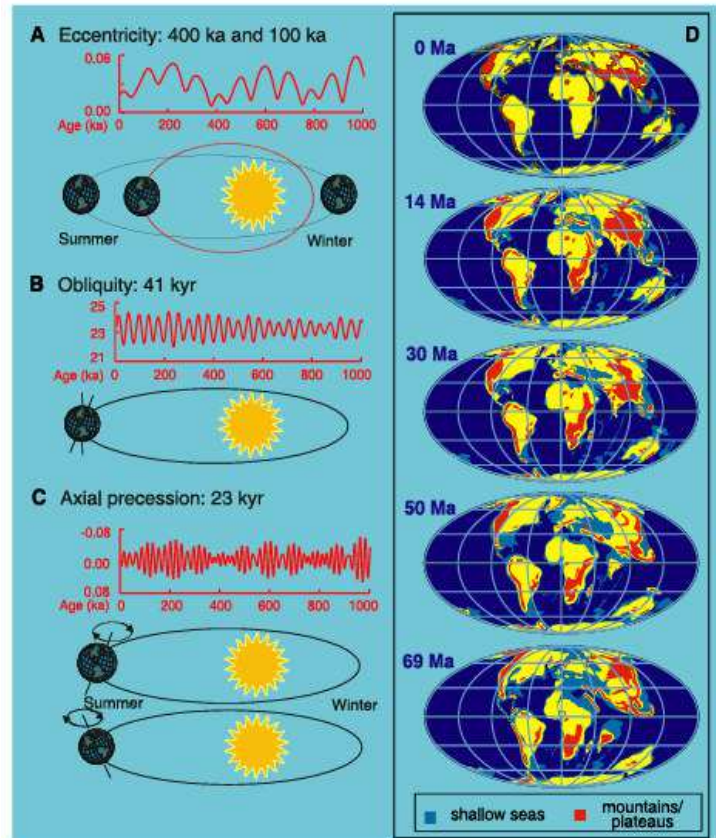 A Eccentricity: 400 ka and 100 ka
0.06
0.00
Age (ka) 0 200 400 600 800 1000
Summer Winter
B Obliquity: 41 kyr
25
23
21
Age (ka) 0 200 400 600 800 1000
C Axial precession: 23 kyr
-0.08
0.00
0.08
Age (ka) 0 200 400 600 800 1000
Summer Winter
D
0 Ma
14 Ma
30 Ma
50 Ma
69 Ma
shallow seas
mountains/
plateaus